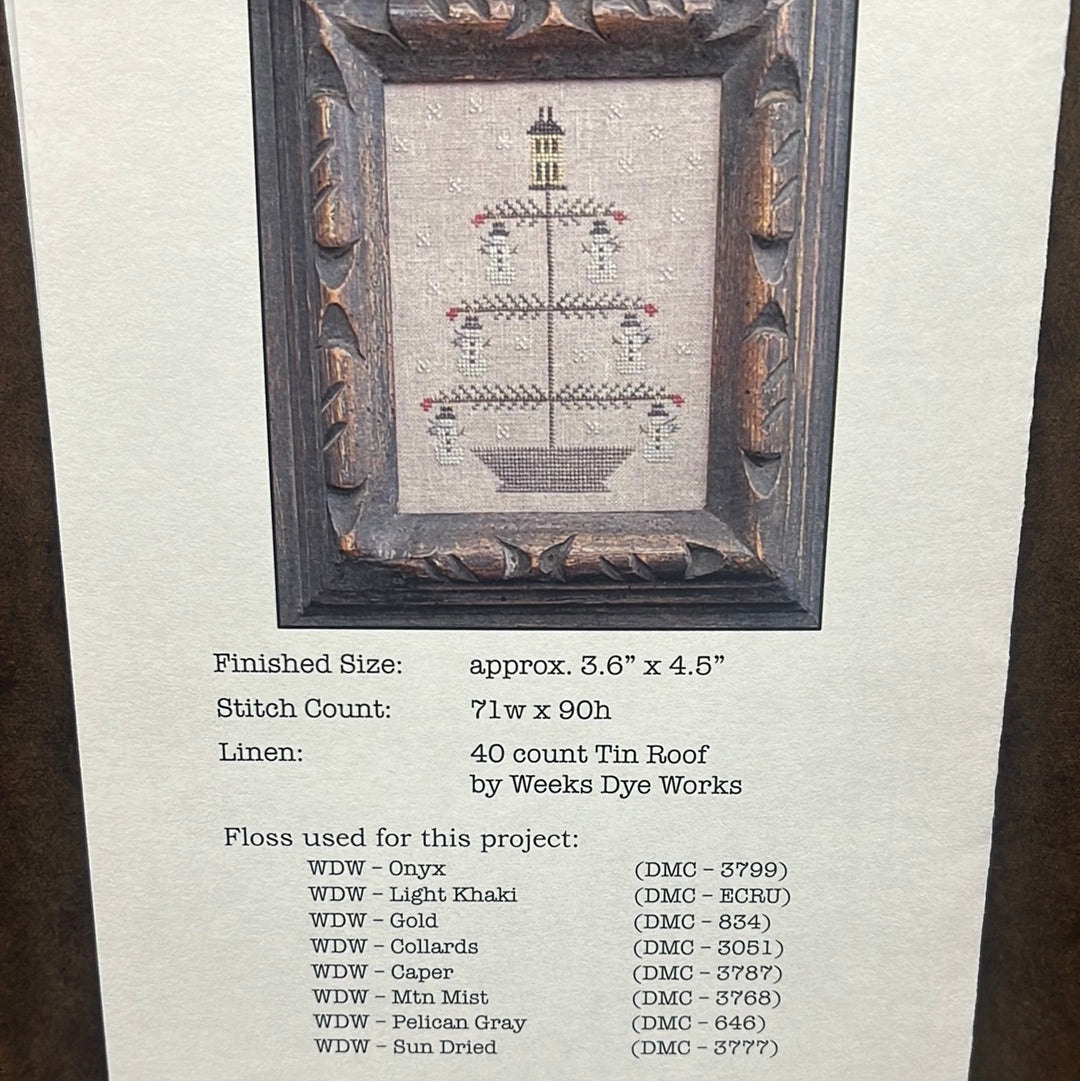 Finished Size: approx. 3.6” x 4.5”
Stitch Count: 71w x 90h
Linen: 40 count Tin Roof
by Weeks Dye Works
Floss used for this project:
WDW – Onyx (DMC – 3799)
WDW – Light Khaki (DMC – ECRU)
WDW – Gold (DMC – 834)
WDW – Collards (DMC – 3051)
WDW – Caper (DMC – 3787)
WDW – Mtn Mist (DMC – 3768)
WDW – Pelican Gray (DMC – 646)
WDW – Sun Dried (DMC – 3777)